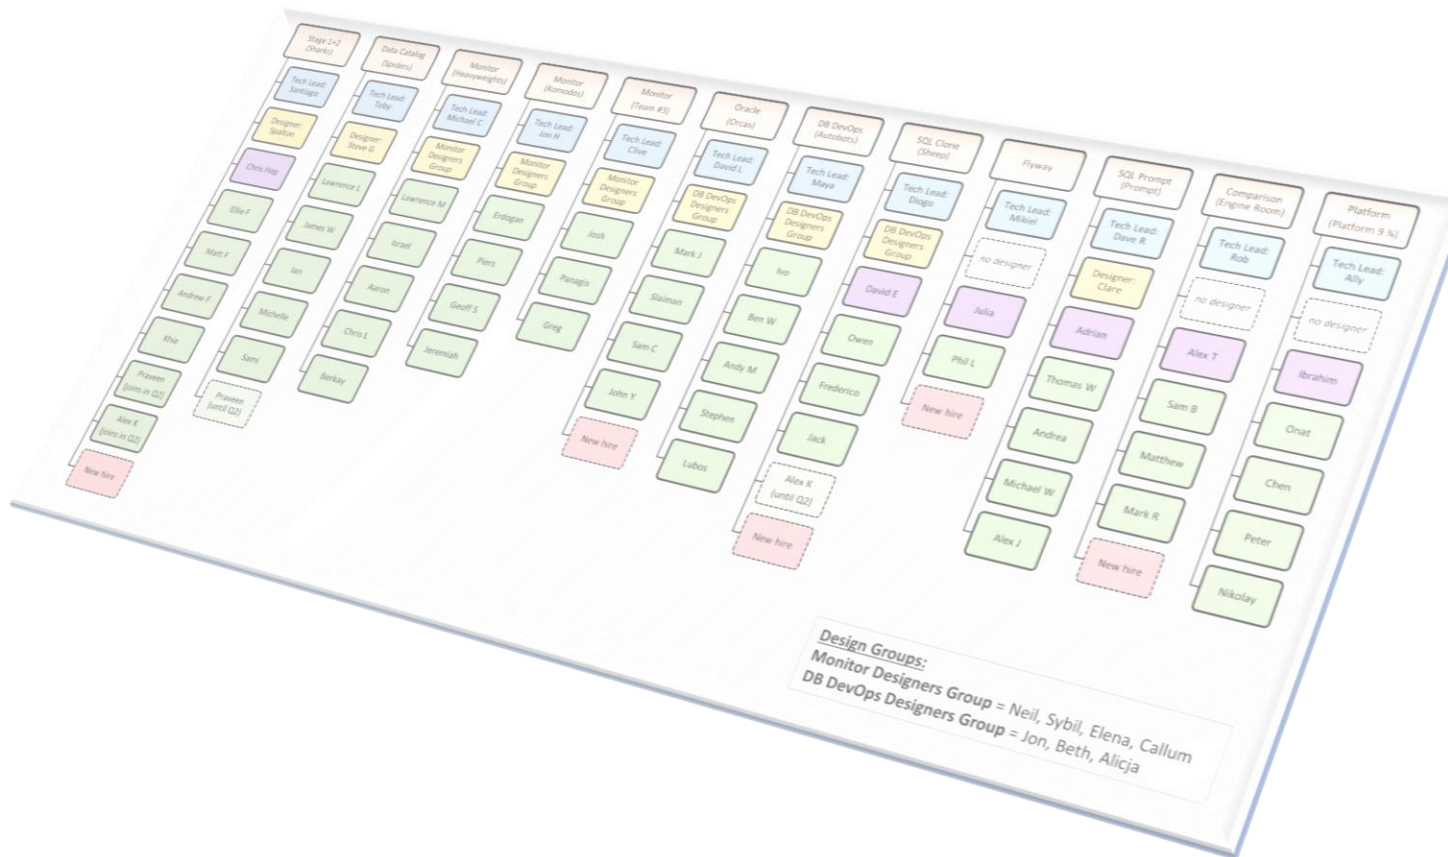 Stage 1+2
(Sharks)
Tech Lead:
Santiago
Designer:
Spalton
Chris Hep
Ellie F
Matt F
Andrew F
Khie
Praveen
(joins in Q2)
Alex K
(joins in Q2)
New hire
Data Catalog
(Spiders)
Tech Lead:
Toby
Designer:
Steve G
Lawrence L
James W
Ian
Michelle
Sami
Praveen
(until Q2)
Monitor
(Heavyweights)
Tech Lead:
Michael C
Monitor
Designers
Group
Lawrence M
Israel
Aaron
Chris L
Berkay
Monitor
(Komodos)
Tech Lead:
Jon H
Monitor
Designers
Group
Erdogan
Piers
Geoff S
Jeremiah
Monitor
(Team #3)
Tech Lead:
Clive
Monitor
Designers
Group
Josh
Panagis
Greg
Oracle
(Orcas)
Tech Lead:
David L
DB DevOps
Designers
Group
Mark J
Slaiman
Sam C
John Y
New hire
DB DevOps
(Autobots)
Tech Lead:
Maya
DB DevOps
Designers
Group
Ivo
Ben W
Andy M
Stephen
Lubos
SQL Clone
(Sheep)
Tech Lead:
Diogo
DB DevOps
Designers
Group
David E
Owen
Frederico
Jack
Alex K
(until Q2)
New hire
Flyway
Tech Lead:
Mikiel
no designer
Julia
Phil L
New hire
SQL Prompt
(Prompt)
Tech Lead:
Dave R
Designer:
Clare
Adrian
Thomas W
Andrea
Michael W
Alex J
Comparison
(Engine Room)
Tech Lead:
Rob
no designer
Alex T
Sam B
Matthew
Mark R
New hire
Platform
(Platform 9 ¾)
Tech Lead:
Ally
no designer
Ibrahim
Onat
Chen
Peter
Nikolay
Design Groups:
Monitor Designers Group = Neil, Sybil, Elena, Callum
DB DevOps Designers Group = Jon, Beth, Alicja